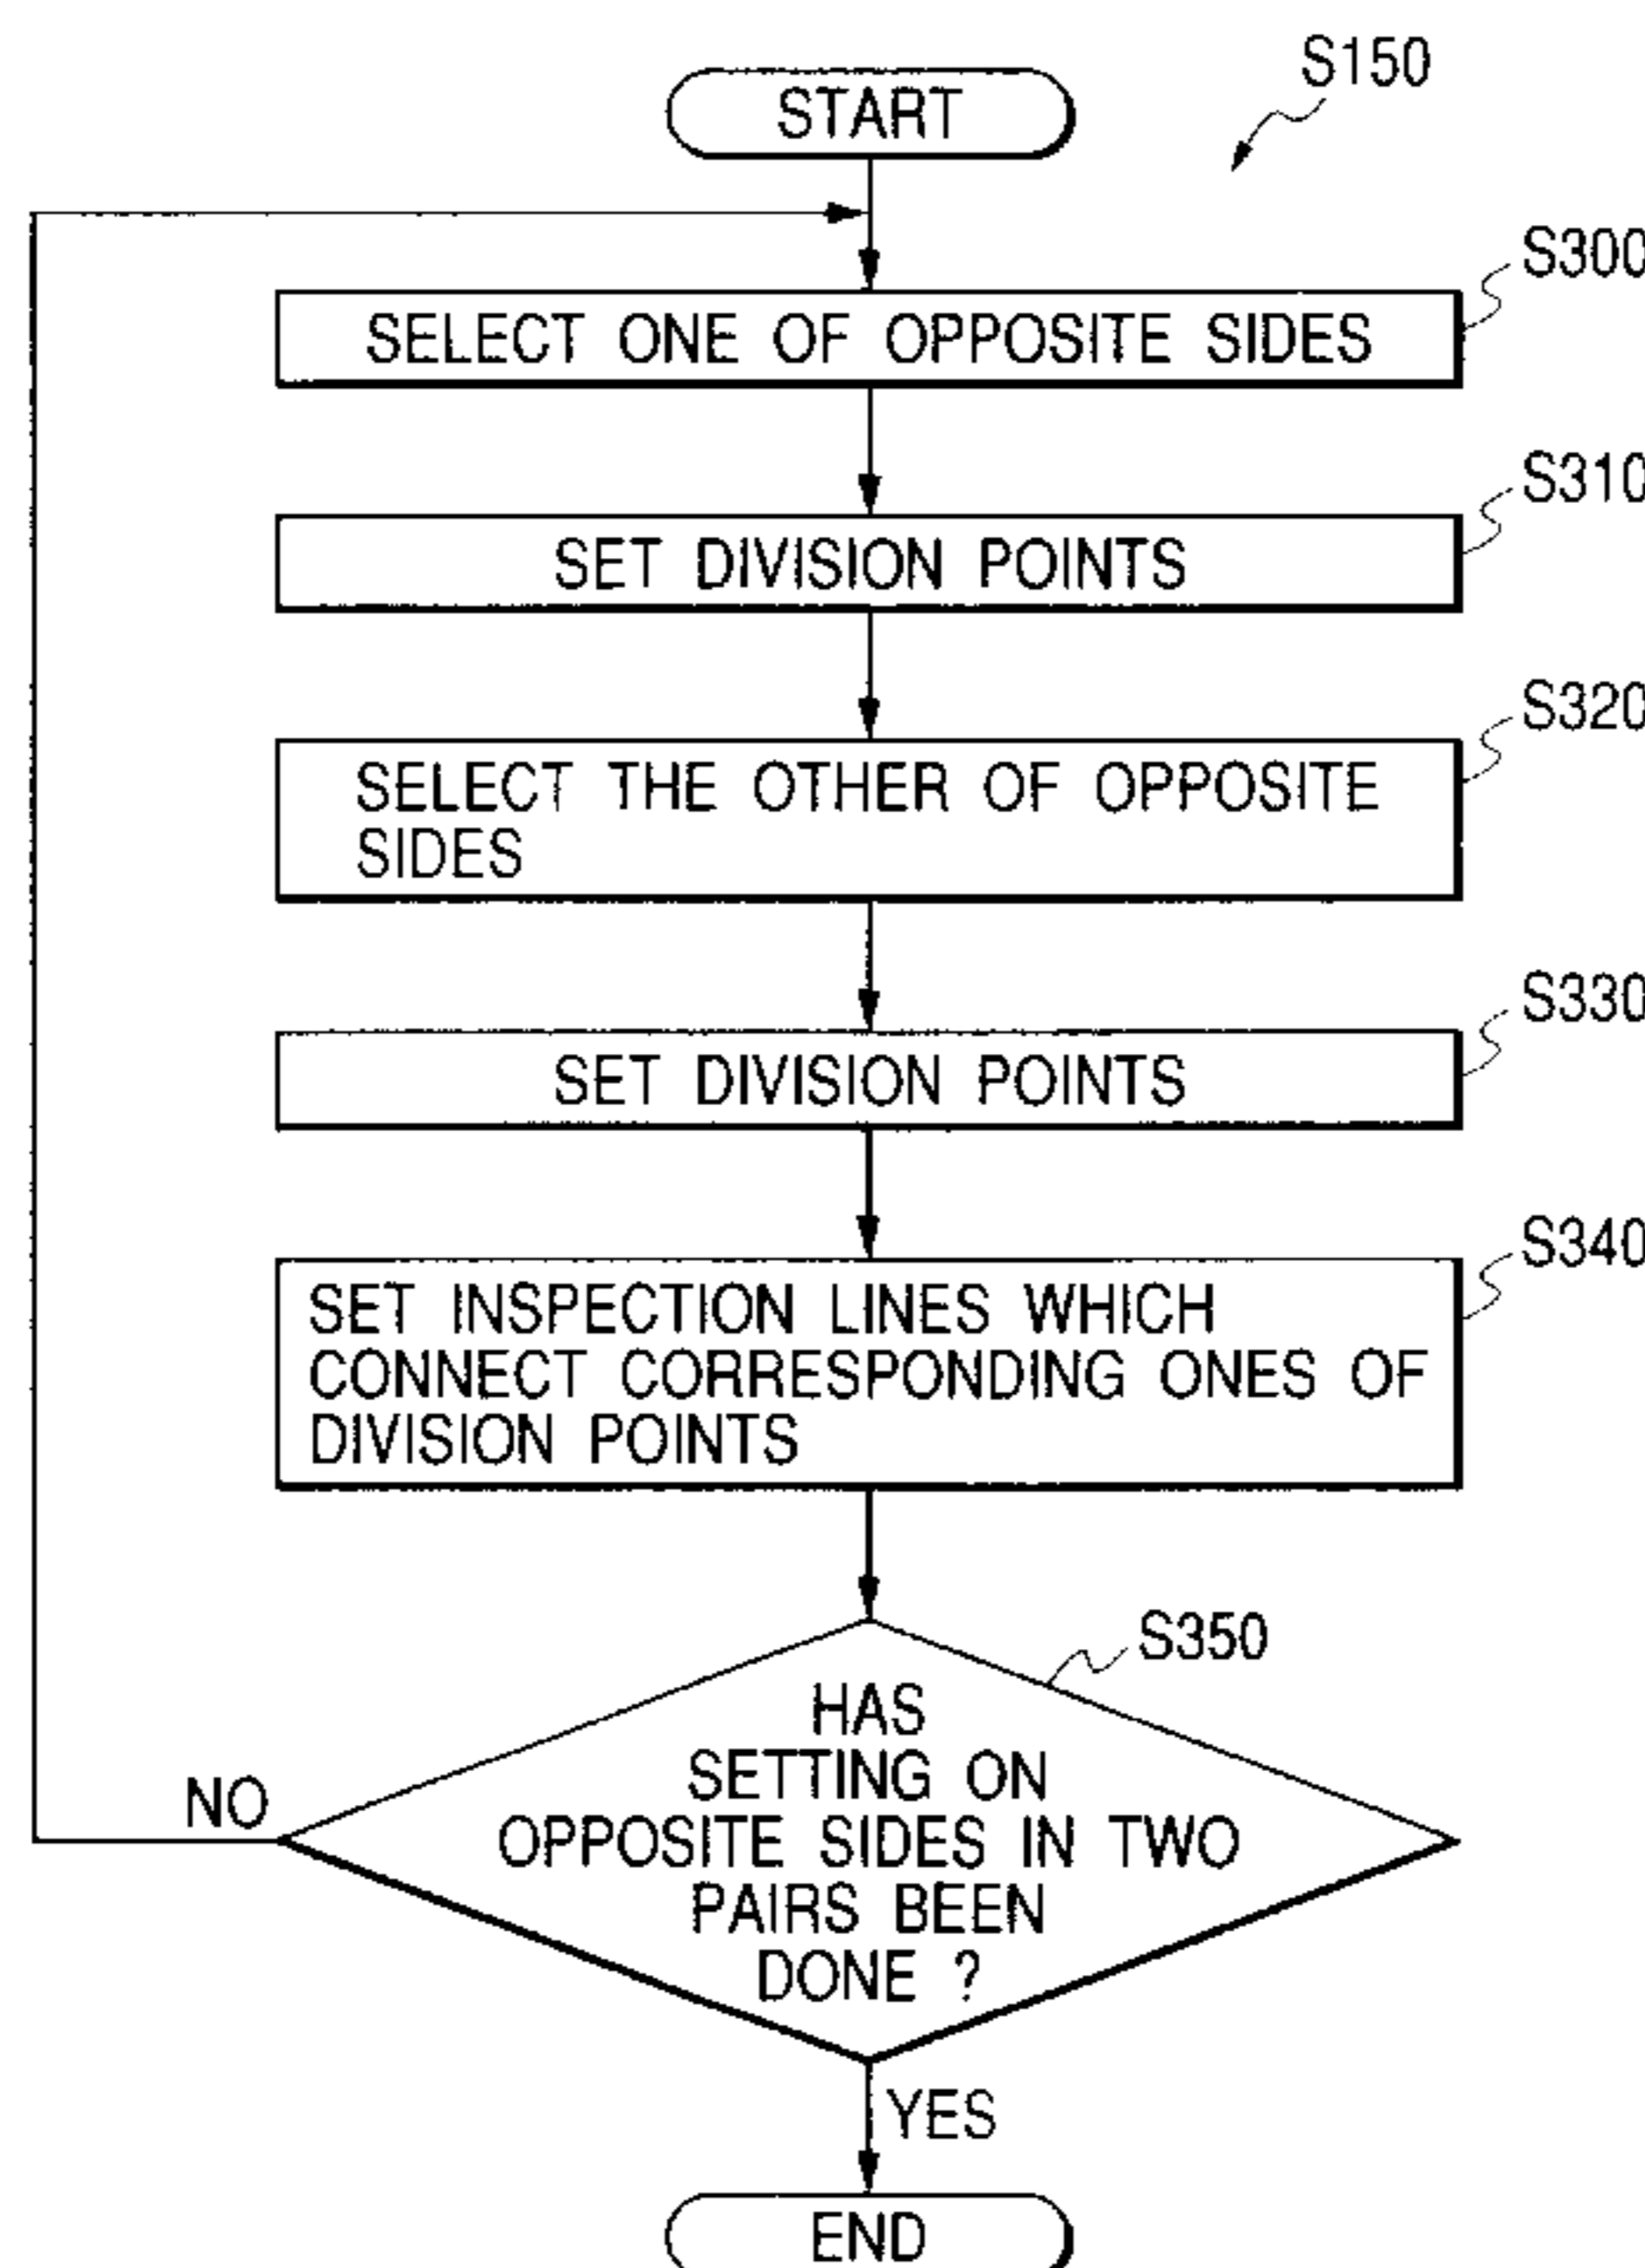 S150
START
S300
SELECT ONE OF OPPOSITE SIDES
S310
SET DIVISION POINTS
S320
SELECT THE OTHER OF OPPOSITE
SIDES
S330
SET DIVISION POINTS
S340
SET INSPECTION LINES WHICH
CONNECT CORRESPONDING ONES OF
DIVISION POINTS
S350
HAS
SETTING ON
OPPOSITE SIDES IN TWO
PAIRS BEEN
DONE ?
NO
YES
END